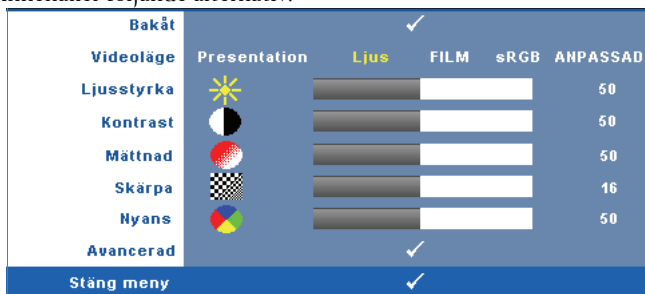 Bakåt
Videoläge Presentation Ljus FILM sRGB ANPASSAD
Ljusstyrka 50
Kontrast 50
Mättnad 50
Skärpa 16
Nyans 50
Avancerad
Stäng meny